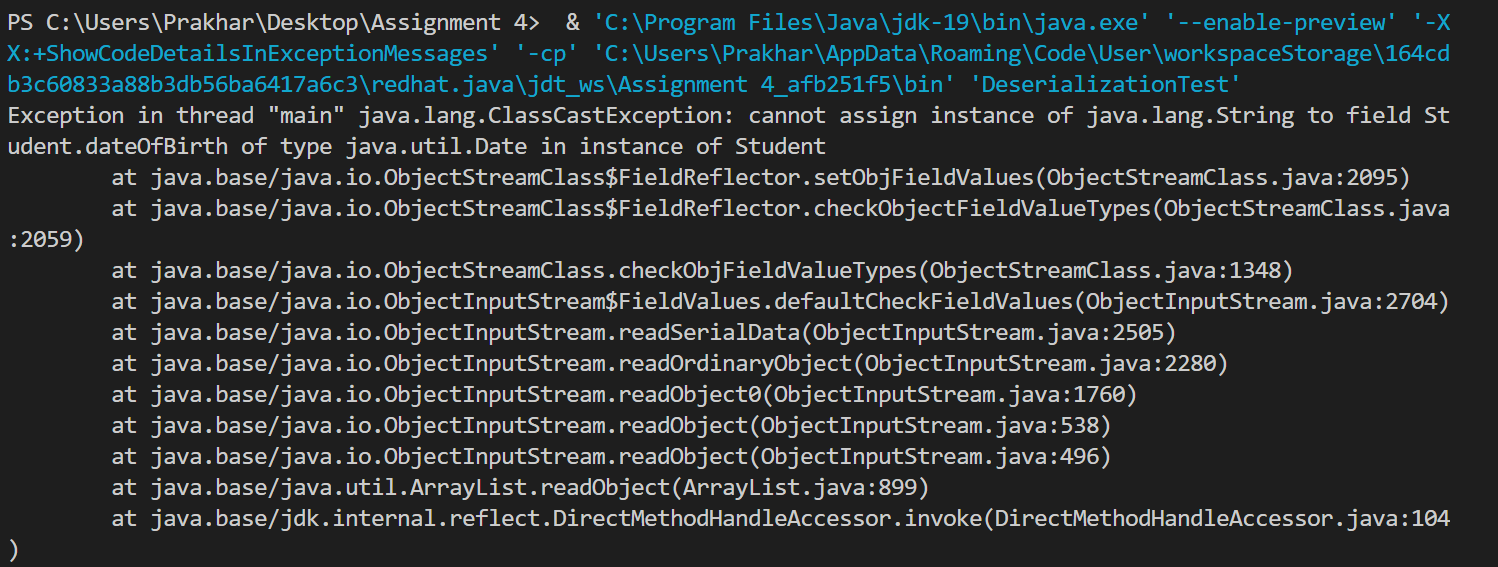 PS C:\Users\Prakhar\Desktop\Assignment 4>  & 'C:\Program Files\Java\jdk-19\bin\java.exe' '--enable-preview' '-X
X:+ShowCodeDetailsInExceptionMessages' '-cp' 'C:\Users\Prakhar\AppData\Roaming\Code\User\workspaceStorage\164cd
b3c60833a88b3db56ba6417a6c3\redhat.java\jdt_ws\Assignment 4_afb251f5\bin' 'DeserializationTest'
Exception in thread "main" java.lang.ClassCastException: cannot assign instance of java.lang.String to field St
udent.dateOfBirth of type java.util.Date in instance of Student
        at java.base/java.io.ObjectStreamClass$FieldReflector.setObjFieldValues(ObjectStreamClass.java:2095)
        at java.base/java.io.ObjectStreamClass$FieldReflector.checkObjectFieldValueTypes(ObjectStreamClass.java
:2059)
        at java.base/java.io.ObjectStreamClass.checkObjFieldValueTypes(ObjectStreamClass.java:1348)
        at java.base/java.io.ObjectInputStream$FieldValues.defaultCheckFieldValues(ObjectInputStream.java:2704)
        at java.base/java.io.ObjectInputStream.readSerialData(ObjectInputStream.java:2505)
        at java.base/java.io.ObjectInputStream.readOrdinaryObject(ObjectInputStream.java:2280)
        at java.base/java.io.ObjectInputStream.readObject0(ObjectInputStream.java:1760)
        at java.base/java.io.ObjectInputStream.readObject(ObjectInputStream.java:538)
        at java.base/java.io.ObjectInputStream.readObject(ObjectInputStream.java:496)
        at java.base/java.util.ArrayList.readObject(ArrayList.java:899)
        at java.base/jdk.internal.reflect.DirectMethodHandleAccessor.invoke(DirectMethodHandleAccessor.java:104
)